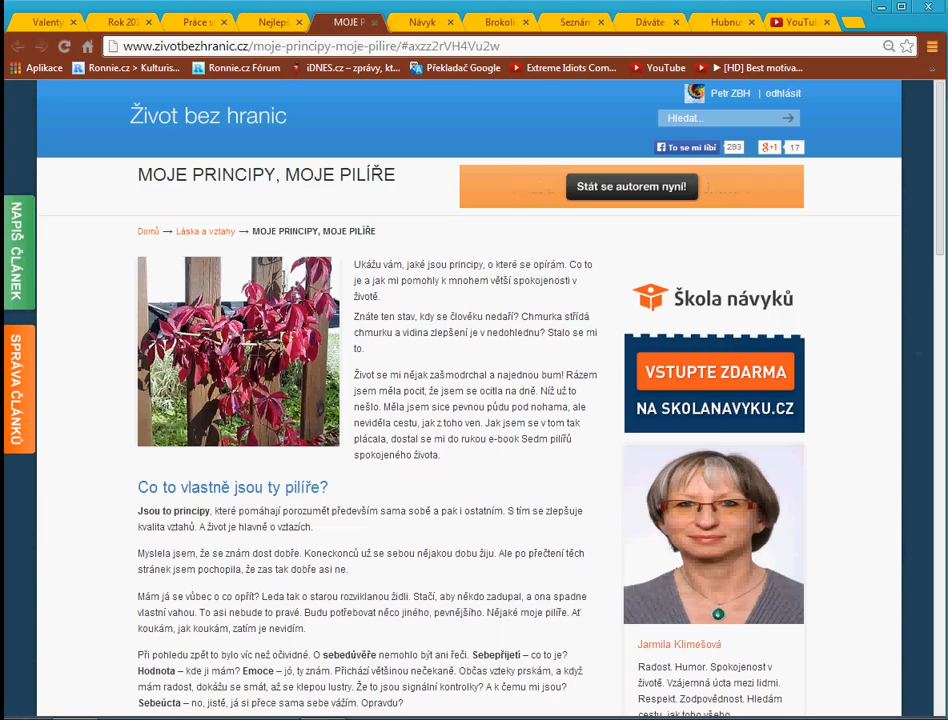 Valentý
Rok 20
Práce s
Nejlep
MOJE P
Návyk
Brokoli
Seznán
Dáváte
Hubnut
YouTu
www.zivotbezhranic.cz/moje-principy-moje-pilire/#axzz2rVH4Vu2w
Aplikace
Ronnie.cz > Kulturis...
Ronnie.cz Fórum
iDNES.cz – zprávy, kt...
Překladač Google
Extreme Idiots Com...
YouTube
► [HD] Best motiva...
Petr ZBH | odhlásit
Život bez hranic
Hledat...
To se mi líbí 293
g+1 17
MOJE PRINCIPY, MOJE PILÍŘE
Stát se autorem nyní!
NAPIŠ ČLÁNEK
SPRÁVA ČLÁNKŮ
Domů → Láska a vztahy → MOJE PRINCIPY, MOJE PILÍŘE
Ukážu vám, jaké jsou principy, o které se opírám. Co to
je a jak mi pomohly k mnohem větší spokojenosti v
životě.
Znáte ten stav, kdy se člověku nedaří? Chmurka střídá
chmurku a vidina zlepšení je v nedohlednu? Stalo se mi
to.
Život se mi nějak zašmodrchal a najednou bum! Rázem
jsem měla pocit, že jsem se ocitla na dně. Níž už to
nešlo. Měla jsem sice pevnou půdu pod nohama, ale
neviděla cestu, jak z toho ven. Jak jsem se v tom tak
plácala, dostal se mi do rukou e-book Sedm pilířů
spokojeného života.
Co to vlastně jsou ty pilíře?
Jsou to principy, které pomáhají porozumět především sama sobě a pak i ostatním. S tím se zlepšuje
kvalita vztahů. A život je hlavně o vztazích.
Myslela jsem, že se znám dost dobře. Koneckonců už se sebou nějakou dobu žiju. Ale po přečtení těch
stránek jsem pochopila, že zas tak dobře asi ne.
Mám já se vůbec o co opřít? Leda tak o starou rozviklanou židli. Stačí, aby někdo zadupal, a ona spadne
vlastní vahou. To asi nebude to pravé. Budu potřebovat něco jiného, pevnějšího. Nějaké moje pilíře. Ať
koukám, jak koukám, zatím je nevidím.
Při pohledu zpět to bylo víc než očividné. O sebedůvěře nemohlo být ani řeči. Sebepřijetí – co to je?
Hodnota – kde ji mám? Emoce – jó, ty znám. Přichází většinou nečekaně. Občas vzteky prskám, a když
mám radost, dokážu se smát, až se klepou lustry. Že to jsou signální kontrolky? A k čemu mi jsou?
Sebeúcta – no, jistě, já si přece sama sebe vážím. Opravdu?
Škola návyků
VSTUPTE ZDARMA
NA SKOLANAVYKU.CZ
Jarmila Klimešová
Radost. Humor. Spokojenost v
životě. Vzájemná úcta mezi lidmi.
Respekt. Zodpovědnost. Hledám
cestu, jak toho všeho